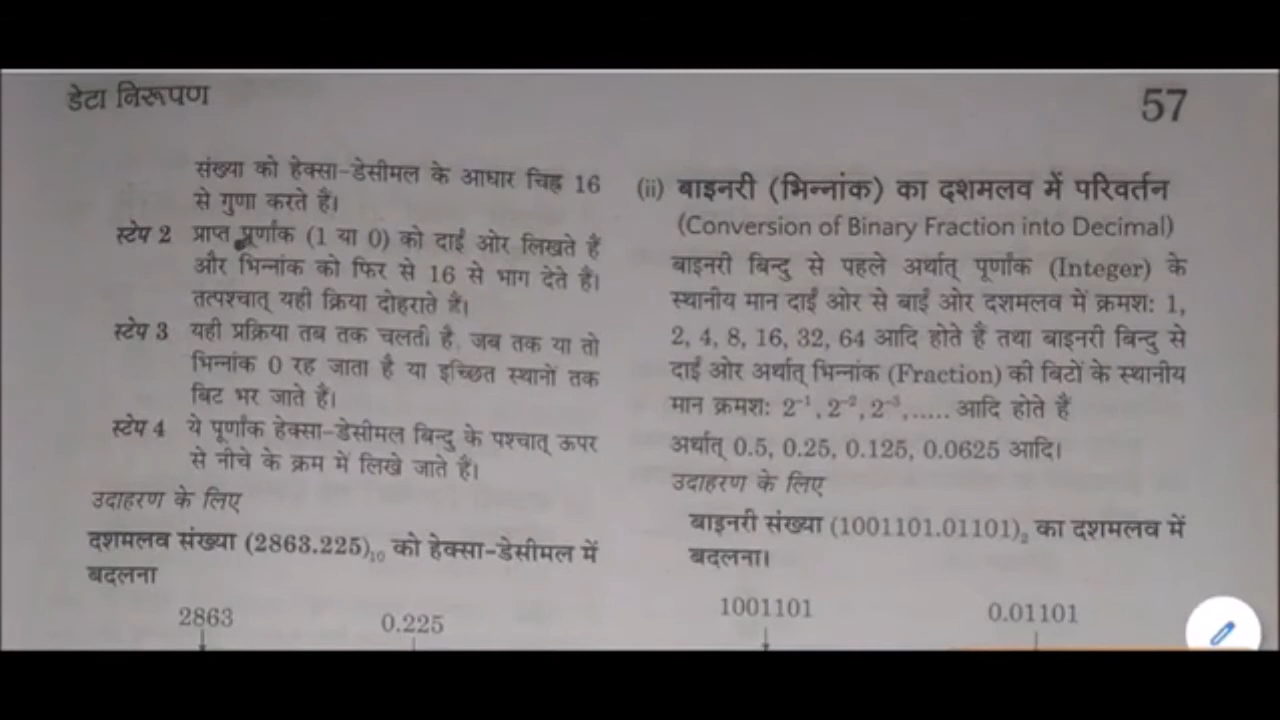 डेटा निरूपण
57
संख्या को हेक्सा-डेसीमल के आधार चिह्न 16
से गुणा करते हैं।
स्टेप 2 प्राप्त पूर्णांक (1 या 0) को दाईं ओर लिखते हैं
और भिन्नांक को फिर से 16 से भाग देते हैं।
तत्पश्चात् यही क्रिया दोहराते हैं।
स्टेप 3 यही प्रक्रिया तब तक चलती है, जब तक या तो
भिन्नांक 0 रह जाता है या इच्छित स्थानों तक
बिट भर जाते हैं।
स्टेप 4 ये पूर्णांक हेक्सा-डेसीमल बिन्दु के पश्चात् ऊपर
से नीचे के क्रम में लिखे जाते हैं।
उदाहरण के लिए
दशमलव संख्या (2863.225)₁₀ को हेक्सा-डेसीमल में
बदलना
2863 0.225
(ii) बाइनरी (भिन्नांक) का दशमलव में परिवर्तन
(Conversion of Binary Fraction into Decimal)
बाइनरी बिन्दु से पहले अर्थात् पूर्णांक (Integer) के
स्थानीय मान दाईं ओर से बाईं ओर दशमलव में क्रमशः 1,
2, 4, 8, 16, 32, 64 आदि होते हैं तथा बाइनरी बिन्दु से
दाईं ओर अर्थात् भिन्नांक (Fraction) की बिटों के स्थानीय
मान क्रमशः 2⁻¹, 2⁻², 2⁻³, ..... आदि होते हैं
अर्थात् 0.5, 0.25, 0.125, 0.0625 आदि।
उदाहरण के लिए
बाइनरी संख्या (1001101.01101)₂ का दशमलव में
बदलना।
1001101 0.01101